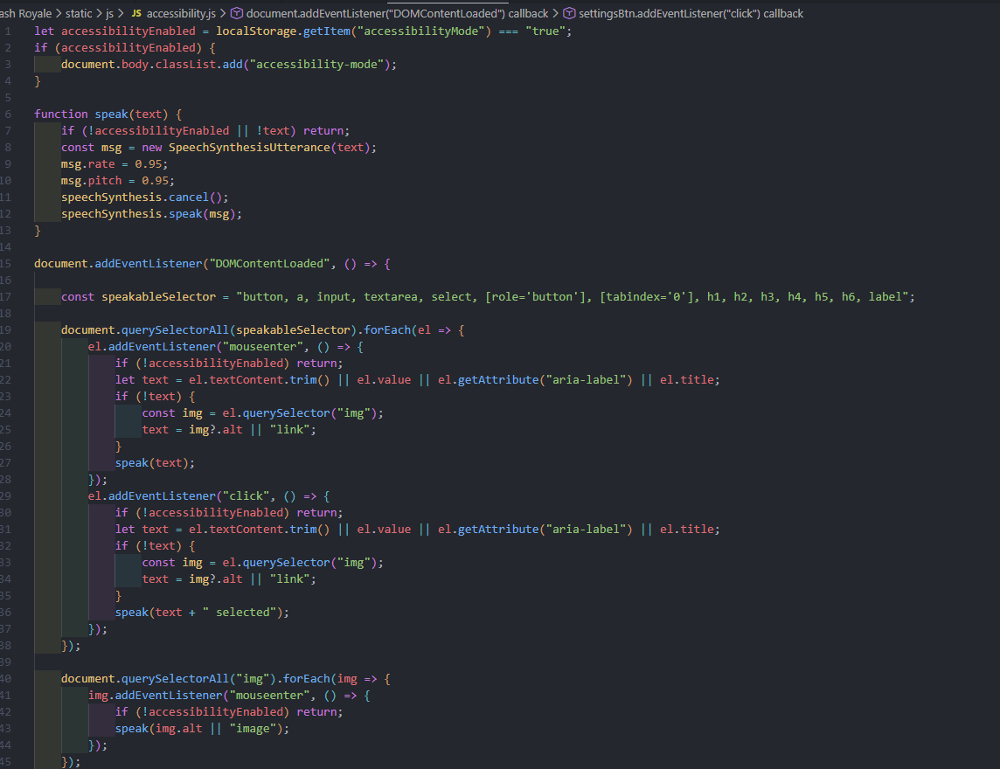 ash Royale > static > js > JS accessibility.js > document.addEventListener("DOMContentLoaded") callback > settingsBtn.addEventListener("click") callback
1 let accessibilityEnabled = localStorage.getItem("accessibilityMode") === "true";
2 if (accessibilityEnabled) {
3 document.body.classList.add("accessibility-mode");
4 }
5
6 function speak(text) {
7 if (!accessibilityEnabled || !text) return;
8 const msg = new SpeechSynthesisUtterance(text);
9 msg.rate = 0.95;
10 msg.pitch = 0.95;
11 speechSynthesis.cancel();
12 speechSynthesis.speak(msg);
13 }
14
15 document.addEventListener("DOMContentLoaded", () => {
16
17 const speakableSelector = "button, a, input, textarea, select, [role='button'], [tabindex='0'], h1, h2, h3, h4, h5, h6, label";
18
19 document.querySelectorAll(speakableSelector).forEach(el => {
20 el.addEventListener("mouseenter", () => {
21 if (!accessibilityEnabled) return;
22 let text = el.textContent.trim() || el.value || el.getAttribute("aria-label") || el.title;
23 if (!text) {
24 const img = el.querySelector("img");
25 text = img?.alt || "link";
26 }
27 speak(text);
28 });
29 el.addEventListener("click", () => {
30 if (!accessibilityEnabled) return;
31 let text = el.textContent.trim() || el.value || el.getAttribute("aria-label") || el.title;
32 if (!text) {
33 const img = el.querySelector("img");
34 text = img?.alt || "link";
35 }
36 speak(text + " selected");
37 });
38 });
39
40 document.querySelectorAll("img").forEach(img => {
41 img.addEventListener("mouseenter", () => {
42 if (!accessibilityEnabled) return;
43 speak(img.alt || "image");
44 });
45 });